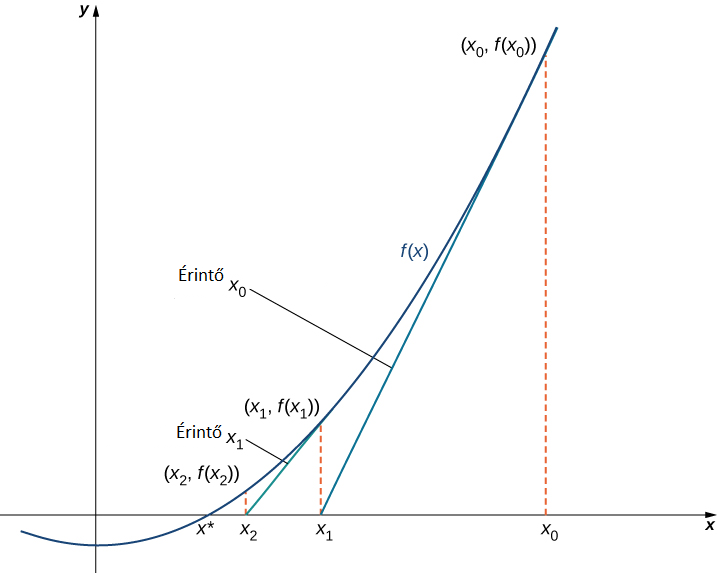 y
(x₀, f(x₀))
f(x)
Érintő x₀
(x₁, f(x₁))
Érintő x₁
(x₂, f(x₂))
x* x₂ x₁ x₀ x